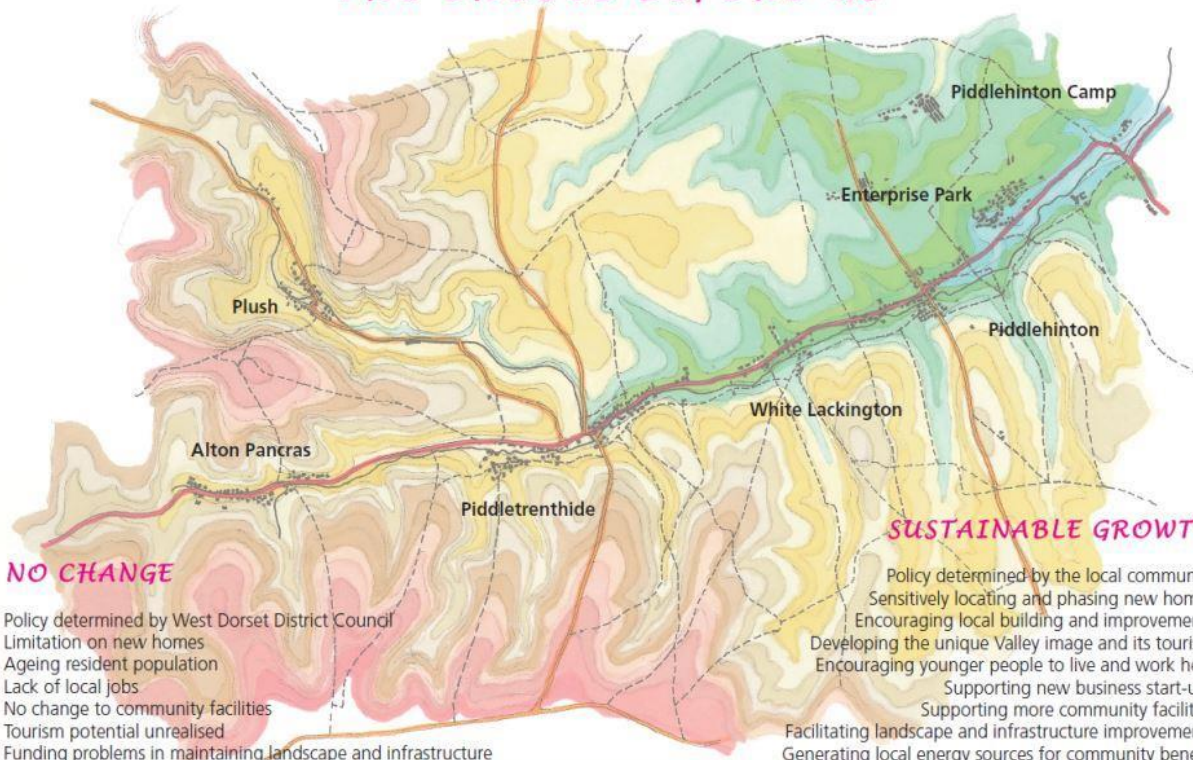 Piddlehinton Camp
Enterprise Park
Plush
Piddlehinton
White Lackington
Alton Pancras
Piddletrenthide
NO CHANGE
Policy determined by West Dorset District Council
Limitation on new homes
Ageing resident population
Lack of local jobs
No change to community facilities
Tourism potential unrealised
Funding problems in maintaining landscape and infrastructure
SUSTAINABLE GROWT
Policy determined by the local commun
Sensitively locating and phasing new hom
Encouraging local building and improvemen
Developing the unique Valley image and its touri
Encouraging younger people to live and work he
Supporting new business start-u
Supporting more community facilit
Facilitating landscape and infrastructure improvemen
Generating local energy sources for community bene